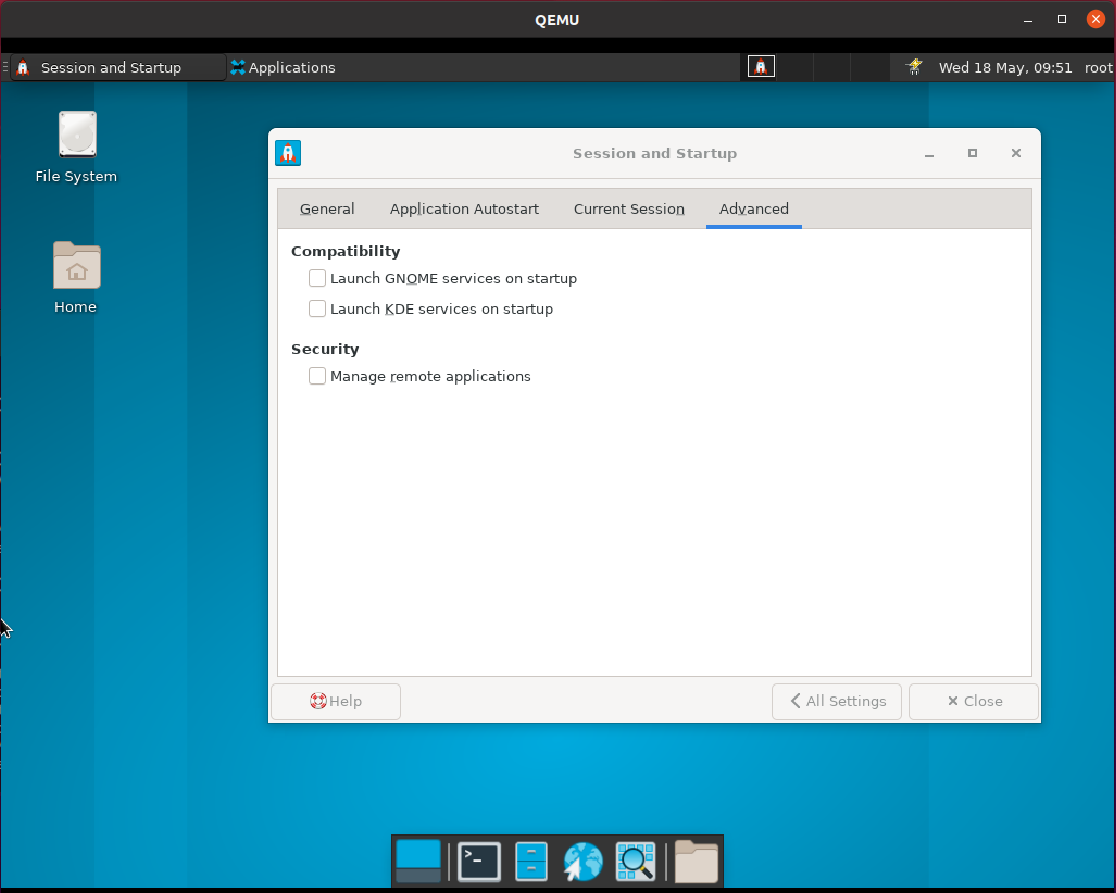 QEMU
Session and Startup
Applications
Wed 18 May, 09:51 root
File System
Home
Session and Startup
General Application Autostart Current Session Advanced
Compatibility
Launch GNOME services on startup
Launch KDE services on startup
Security
Manage remote applications
Help
All Settings
Close
>-